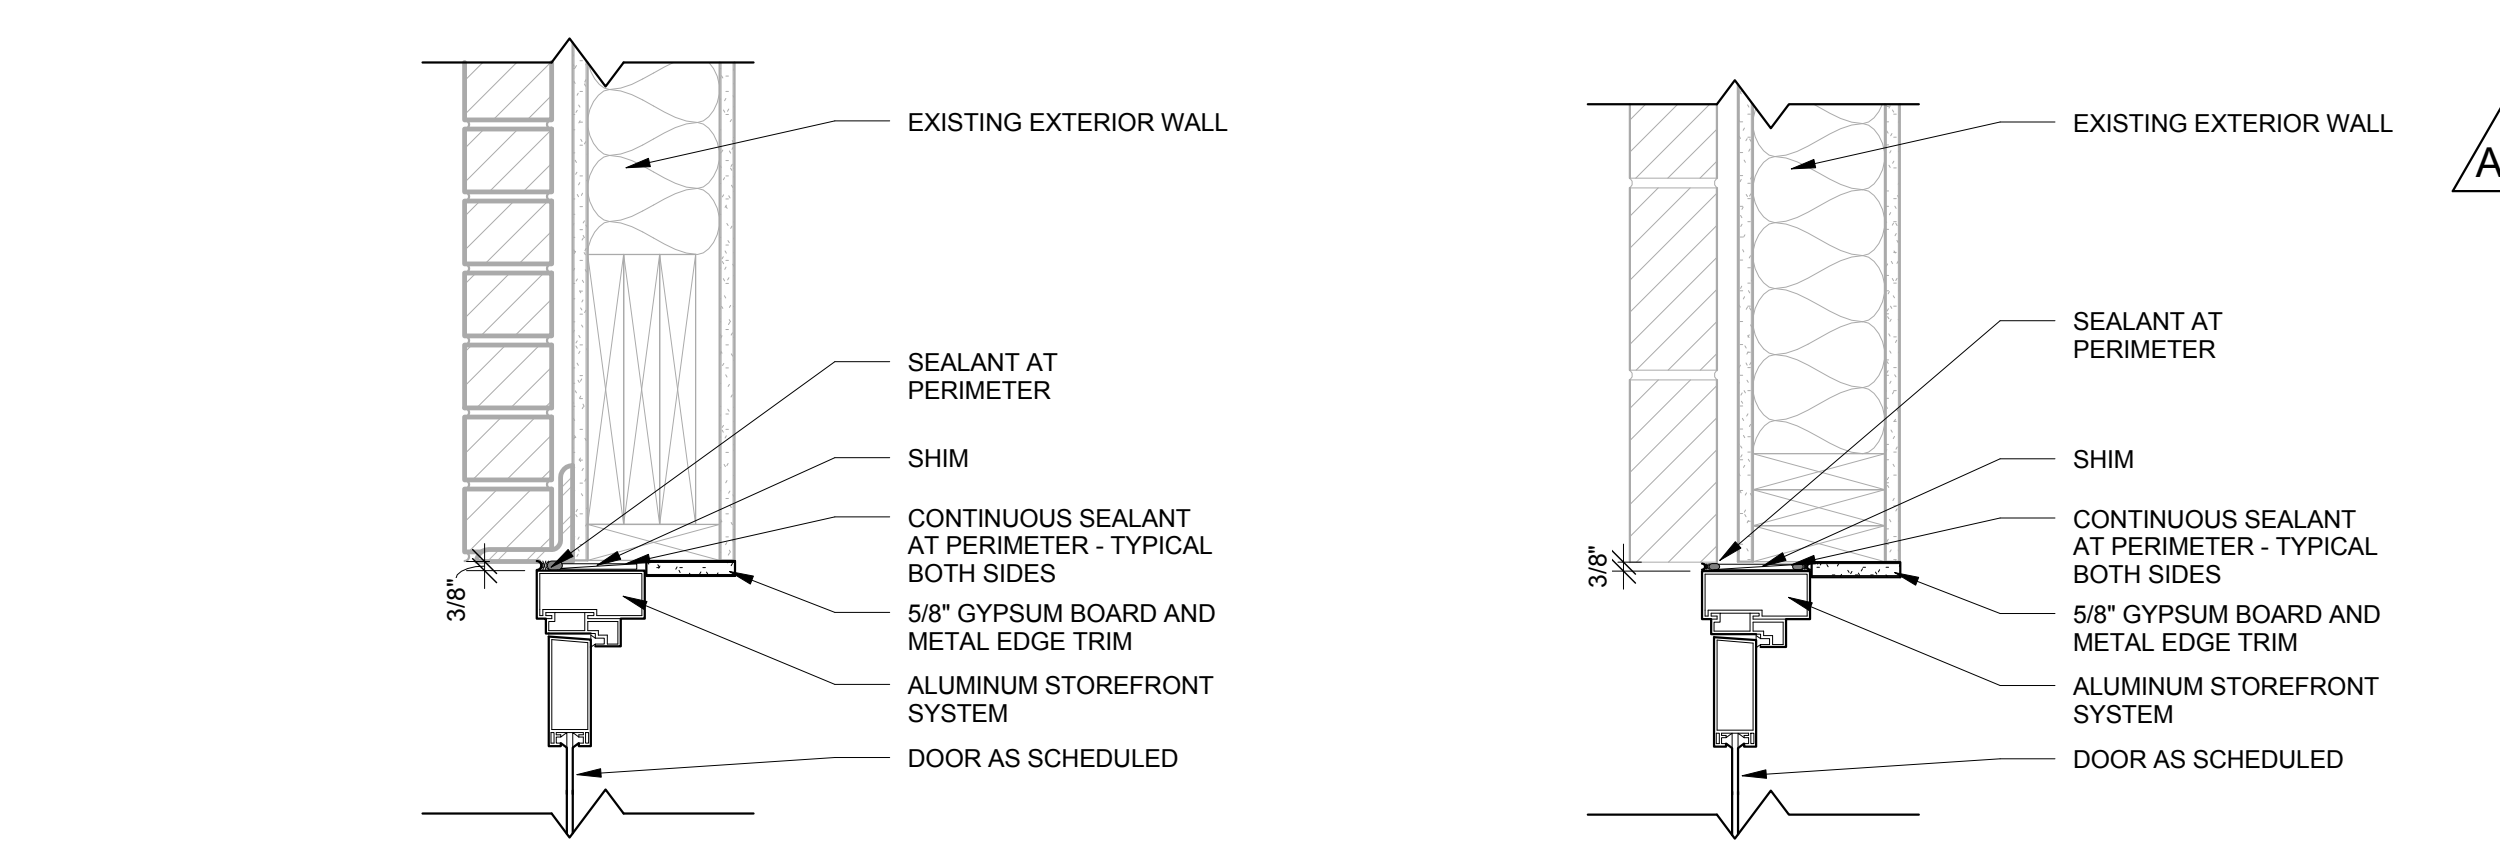 EXISTING EXTERIOR WALL
SEALANT AT
PERIMETER
SHIM
CONTINUOUS SEALANT
AT PERIMETER - TYPICAL
BOTH SIDES
5/8" GYPSUM BOARD AND
METAL EDGE TRIM
ALUMINUM STOREFRONT
SYSTEM
DOOR AS SCHEDULED
3/8"
EXISTING EXTERIOR WALL
SEALANT AT
PERIMETER
SHIM
CONTINUOUS SEALANT
AT PERIMETER - TYPICAL
BOTH SIDES
5/8" GYPSUM BOARD AND
METAL EDGE TRIM
ALUMINUM STOREFRONT
SYSTEM
DOOR AS SCHEDULED
3/8"
A